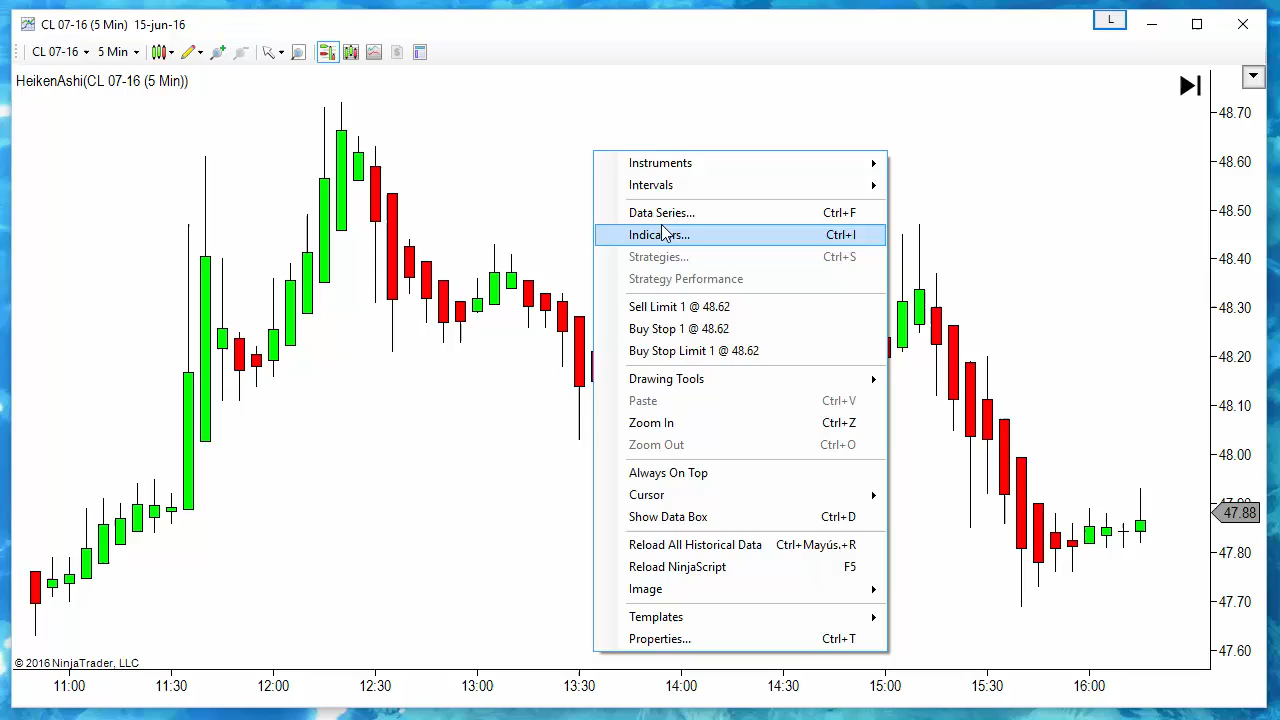 CL 07-16 (5 Min)  15-jun-16
L
CL 07-16  5 Min
HeikenAshi(CL 07-16 (5 Min))
48.70
48.60
48.50
48.40
48.30
48.20
48.10
48.00
47.88
47.80
47.70
47.60
Instruments
Intervals
Data Series... Ctrl+F
Ctrl+I
Strategies... Ctrl+S
Strategy Performance
Sell Limit 1 @ 48.62
Buy Stop 1 @ 48.62
Buy Stop Limit 1 @ 48.62
Drawing Tools
Paste Ctrl+V
Zoom In Ctrl+Z
Zoom Out Ctrl+O
Always On Top
Cursor
Show Data Box Ctrl+D
Reload All Historical Data Ctrl+Mayús.+R
Reload NinjaScript F5
Image
Templates
Properties... Ctrl+T
© 2016 NinjaTrader, LLC
11:00 11:30 12:00 12:30 13:00 13:30 14:00 14:30 15:00 15:30 16:00